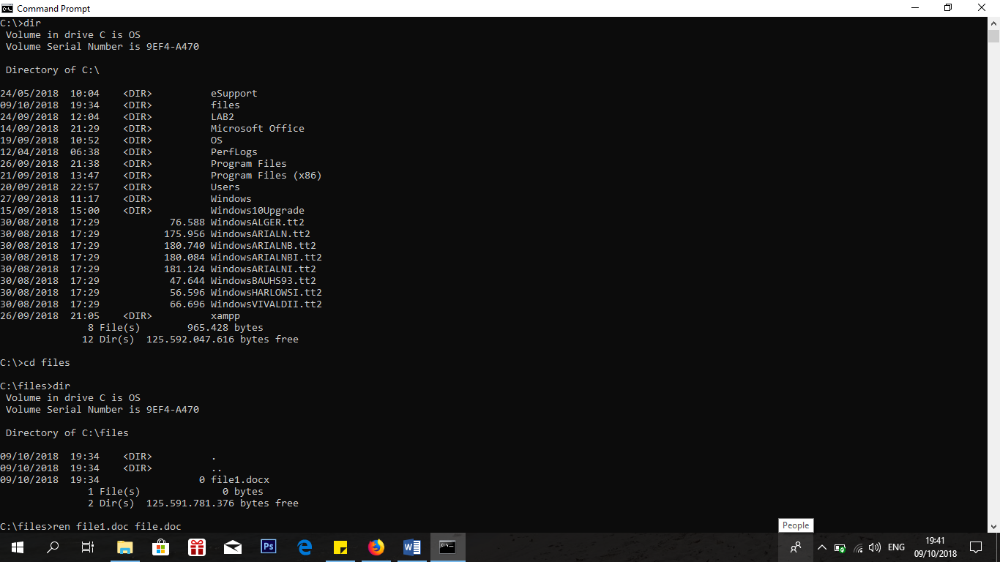 Command Prompt
C:\>dir
 Volume in drive C is OS
 Volume Serial Number is 9EF4-A470
 Directory of C:\
24/05/2018  10:04    <DIR>          eSupport
09/10/2018  19:34    <DIR>          files
24/09/2018  12:04    <DIR>          LAB2
14/09/2018  21:29    <DIR>          Microsoft Office
19/09/2018  10:52    <DIR>          OS
12/04/2018  06:38    <DIR>          PerfLogs
26/09/2018  21:38    <DIR>          Program Files
21/09/2018  13:47    <DIR>          Program Files (x86)
20/09/2018  22:57    <DIR>          Users
27/09/2018  11:17    <DIR>          Windows
15/09/2018  15:00    <DIR>          Windows10Upgrade
30/08/2018  17:29            76.588 WindowsALGER.tt2
30/08/2018  17:29           175.956 WindowsARIALN.tt2
30/08/2018  17:29           180.740 WindowsARIALNB.tt2
30/08/2018  17:29           180.084 WindowsARIALNBI.tt2
30/08/2018  17:29           181.124 WindowsARIALNI.tt2
30/08/2018  17:29            47.644 WindowsBAUHS93.tt2
30/08/2018  17:29            56.596 WindowsHARLOWSI.tt2
30/08/2018  17:29            66.696 WindowsVIVALDII.tt2
26/09/2018  21:05    <DIR>          xampp
               8 File(s)        965.428 bytes
              12 Dir(s)  125.592.047.616 bytes free
C:\>cd files
C:\files>dir
 Volume in drive C is OS
 Volume Serial Number is 9EF4-A470
 Directory of C:\files
09/10/2018  19:34    <DIR>          .
09/10/2018  19:34    <DIR>          ..
09/10/2018  19:34                 0 file1.docx
               1 File(s)              0 bytes
               2 Dir(s)  125.591.781.376 bytes free
C:\files>ren file1.doc file.doc
People
Ps
ENG
19:41
09/10/2018